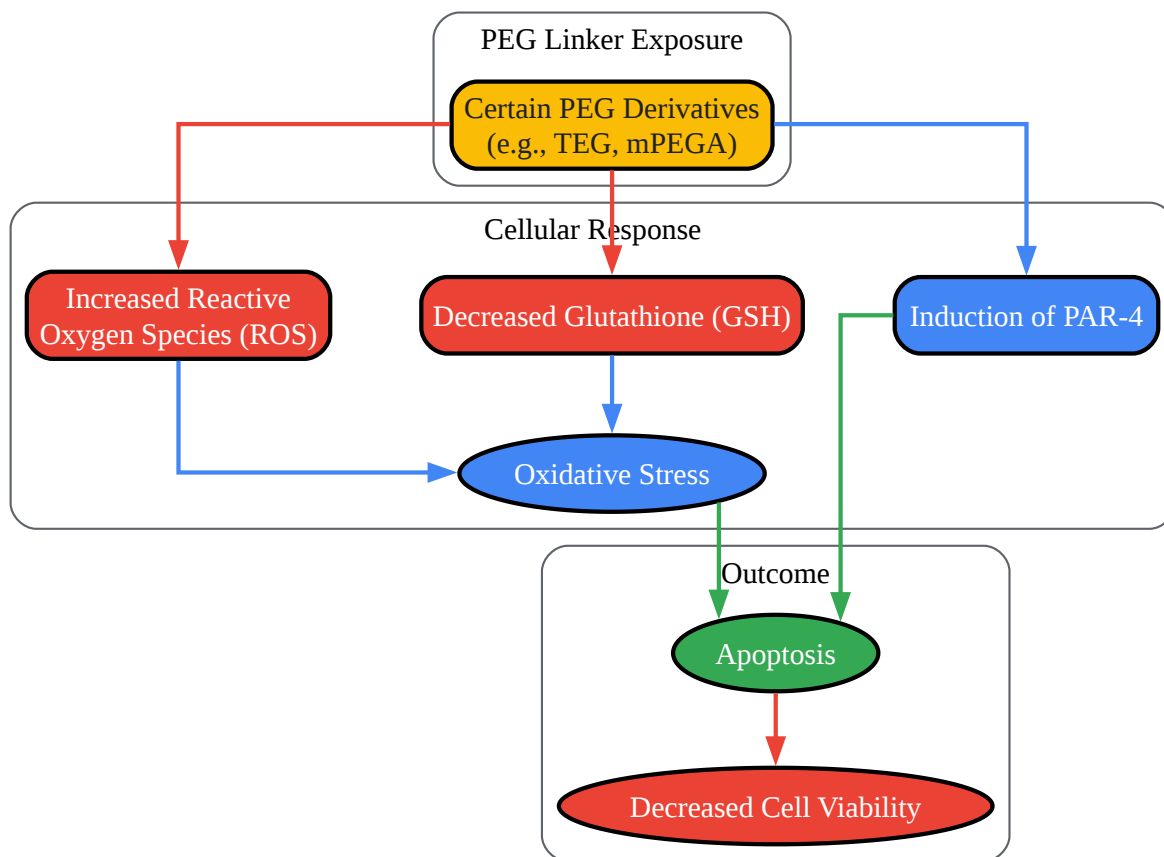 PEG Linker Exposure
Certain PEG Derivatives
(e.g., TEG, mPEGA)
Cellular Response
Increased Reactive
Oxygen Species (ROS)
Decreased Glutathione (GSH)
Induction of PAR-4
Oxidative Stress
Outcome
Apoptosis
Decreased Cell Viability